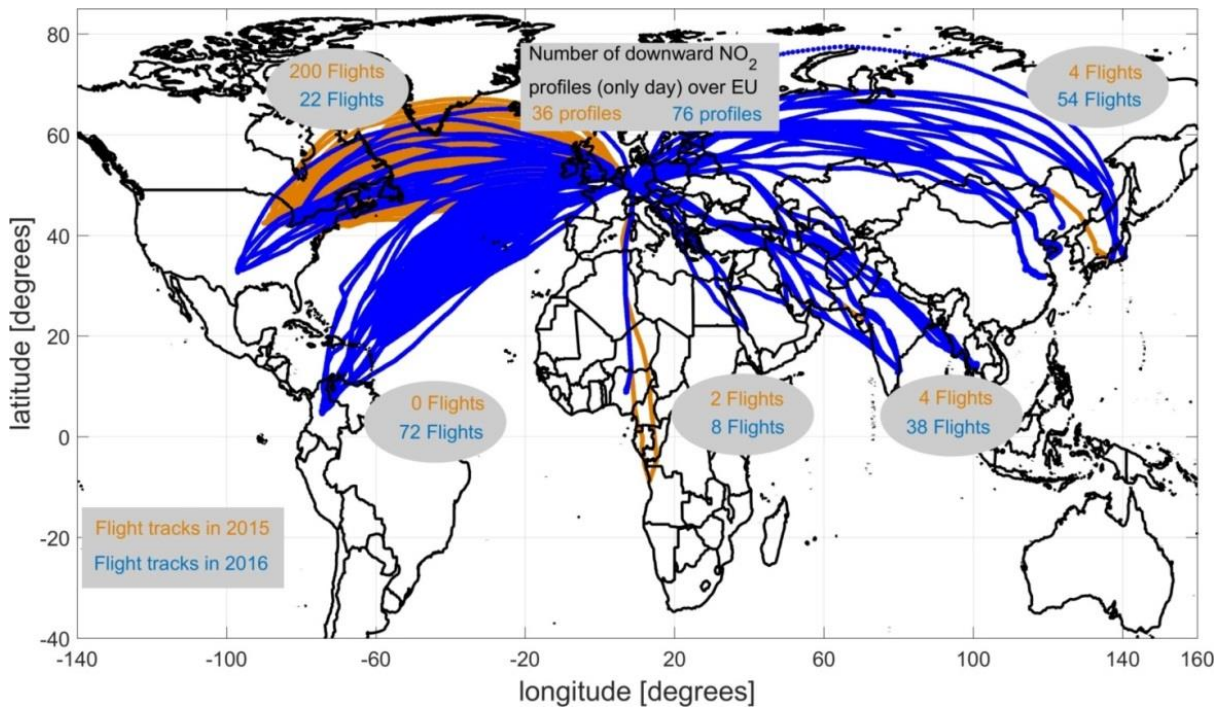 80
60
40
20
0
-20
-40
latitude [degrees]
200 Flights
22 Flights
Number of downward NO₂
profiles (only day) over EU
36 profiles 76 profiles
4 Flights
54 Flights
0 Flights
72 Flights
2 Flights
8 Flights
4 Flights
38 Flights
Flight tracks in 2015
Flight tracks in 2016
-140 -100 -60 -20 20 60 100 140 160
longitude [degrees]